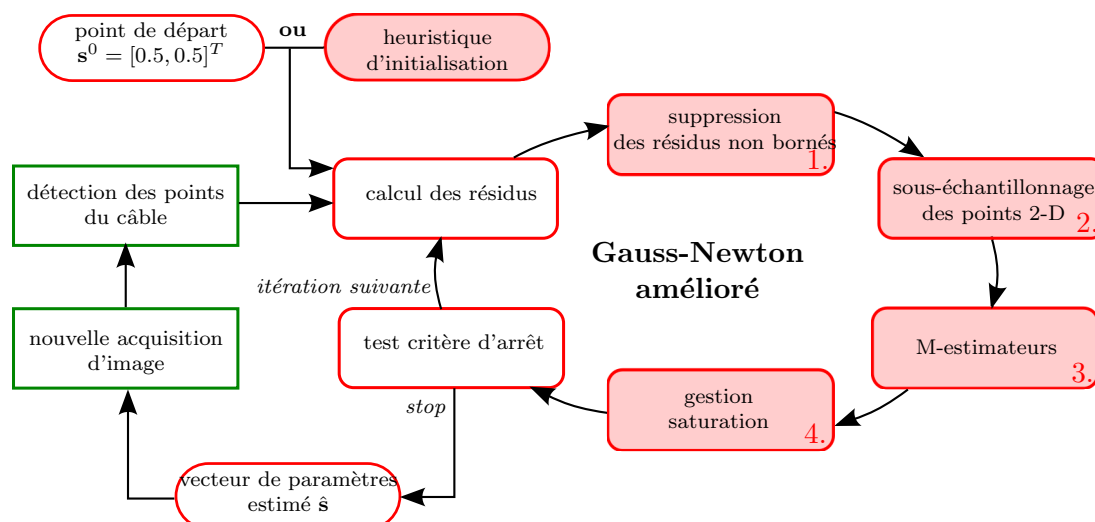 point de départ
s⁰ = [0.5, 0.5]ᵀ
ou
heuristique
d'initialisation
suppression
des résidus non bornés
1.
détection des points
du câble
calcul des résidus
sous-échantillonnage
des points 2-D
2.
Gauss-Newton
amélioré
itération suivante
nouvelle acquisition
d'image
test critère d'arrêt
M-estimateurs
3.
gestion
saturation
4.
stop
vecteur de paramètres
estimé ŝ